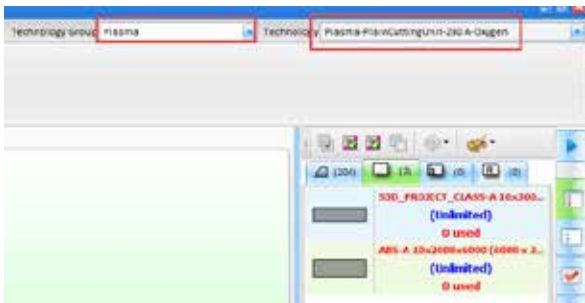 Technology Group Plasma Technology Plasma-PlainCuttingUnit-260 A-Oxygen
(204) (2) (0) (0)
S3D_PROJECT_CLASS-A 10x300...
(Unlimited)
0 used
ABS-A 10x2000x6000 (6000 x 2...
(Unlimited)
0 used